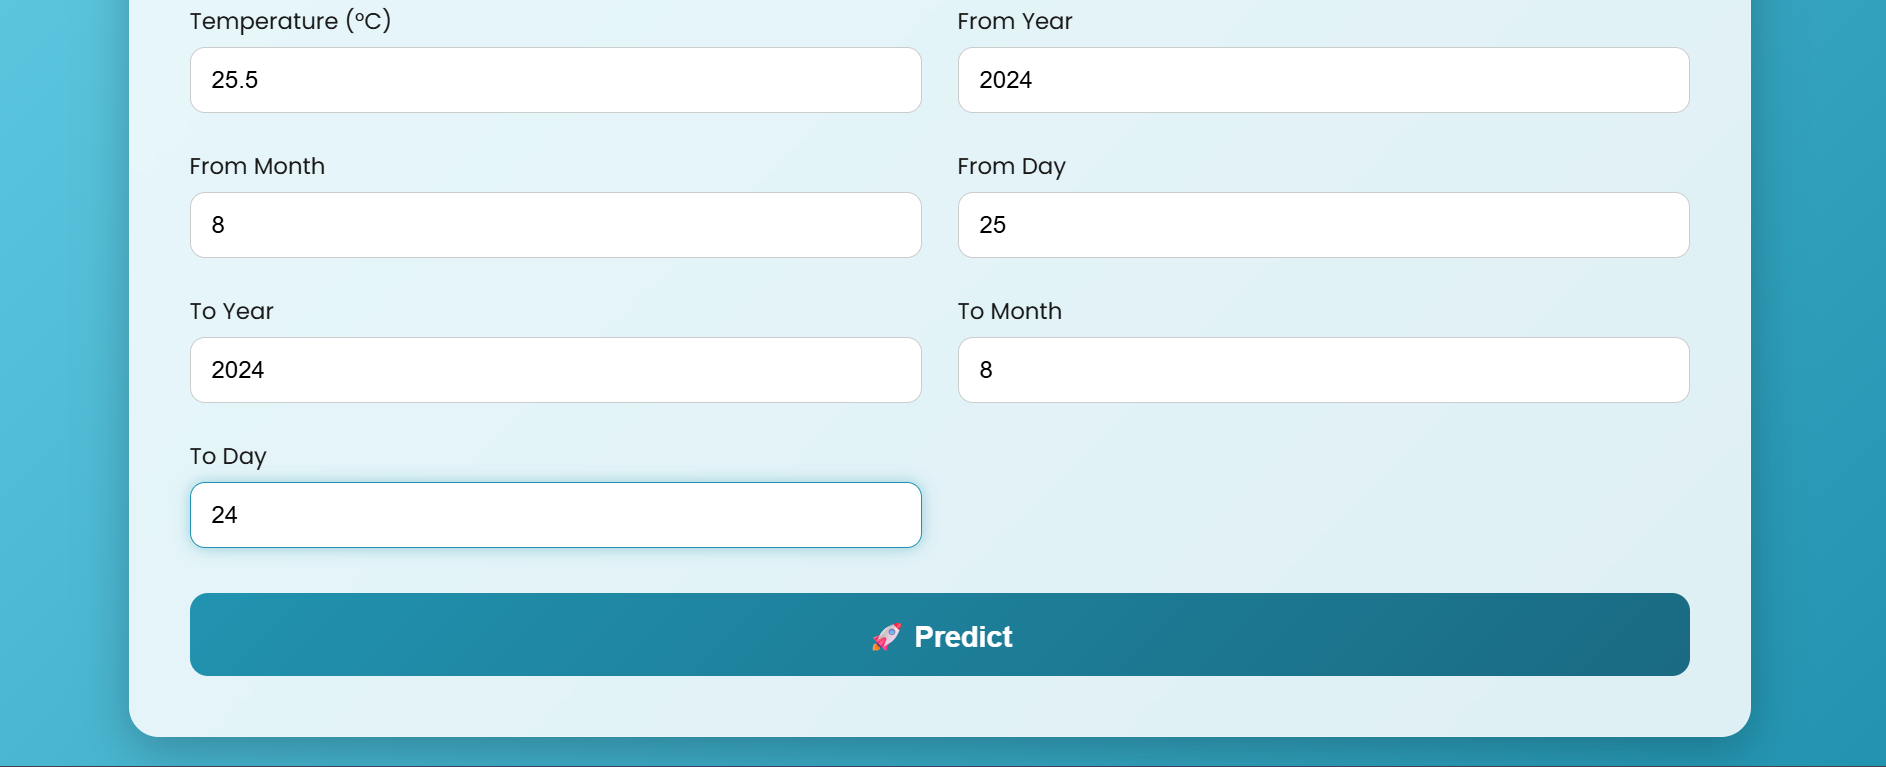 Temperature (°C)
From Year
25.5
2024
From Month
From Day
8
25
To Year
To Month
2024
8
To Day
24
🚀 Predict